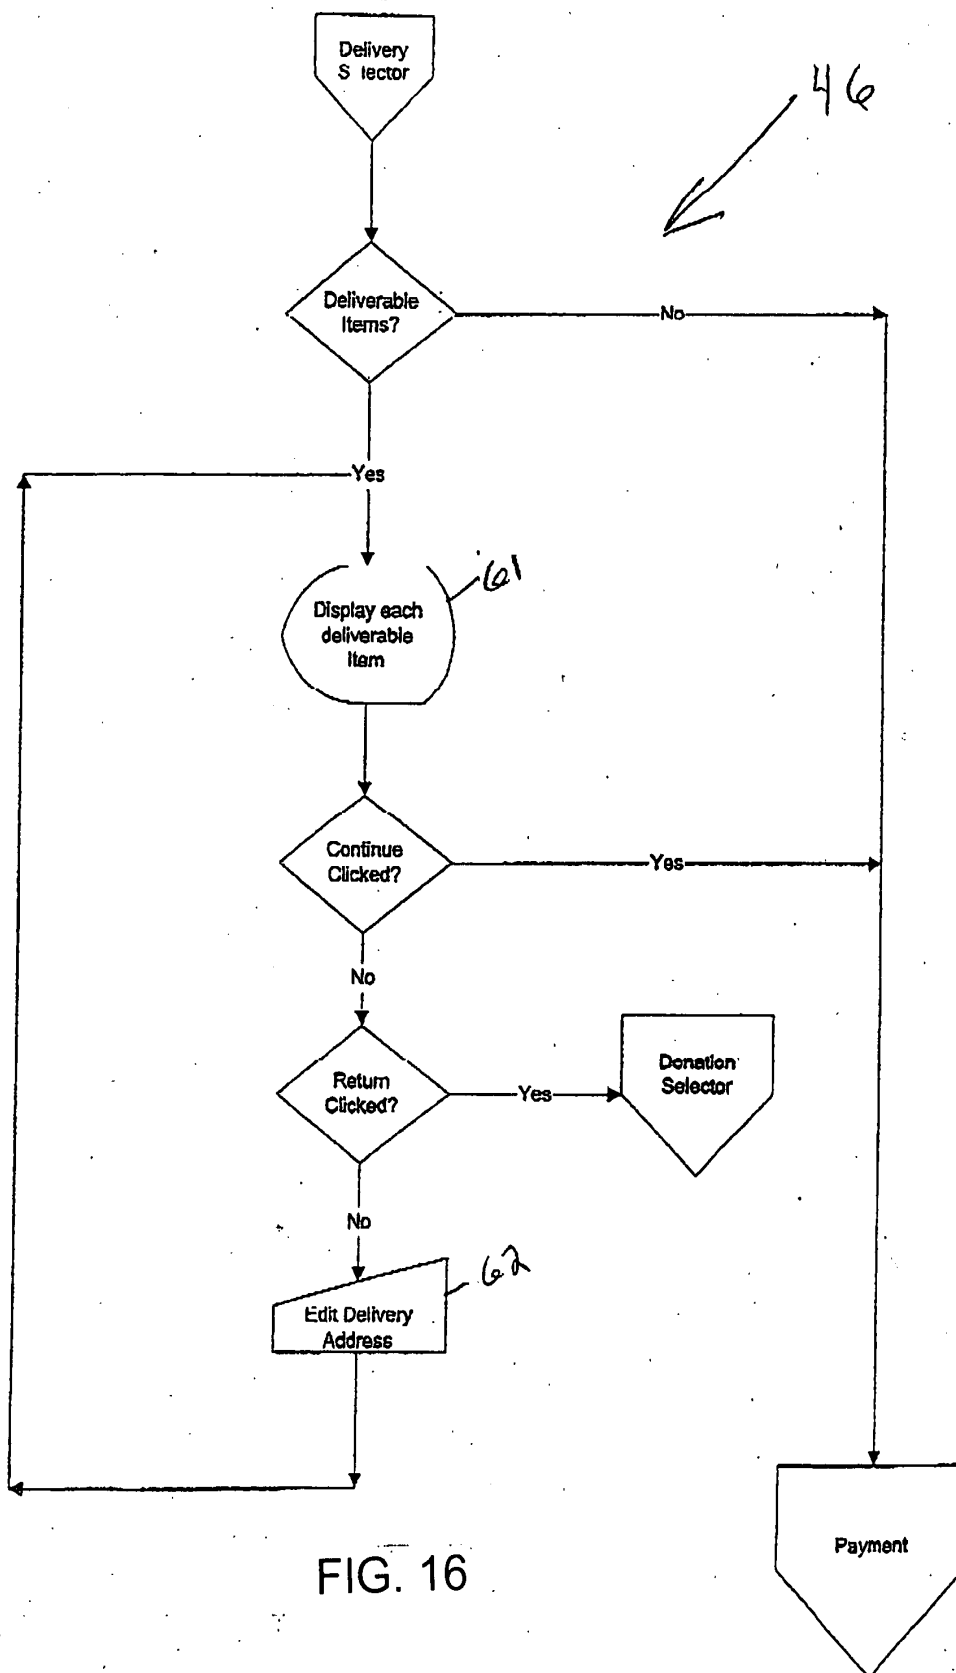 Delivery
S lector
46
Deliverable
Items?
No
Yes
61
Display each
deliverable
Item
Continue
Clicked?
Yes
No
Return
Clicked?
Yes
Donation
Selector
No
62
Edit Delivery
Address
Payment
FIG. 16